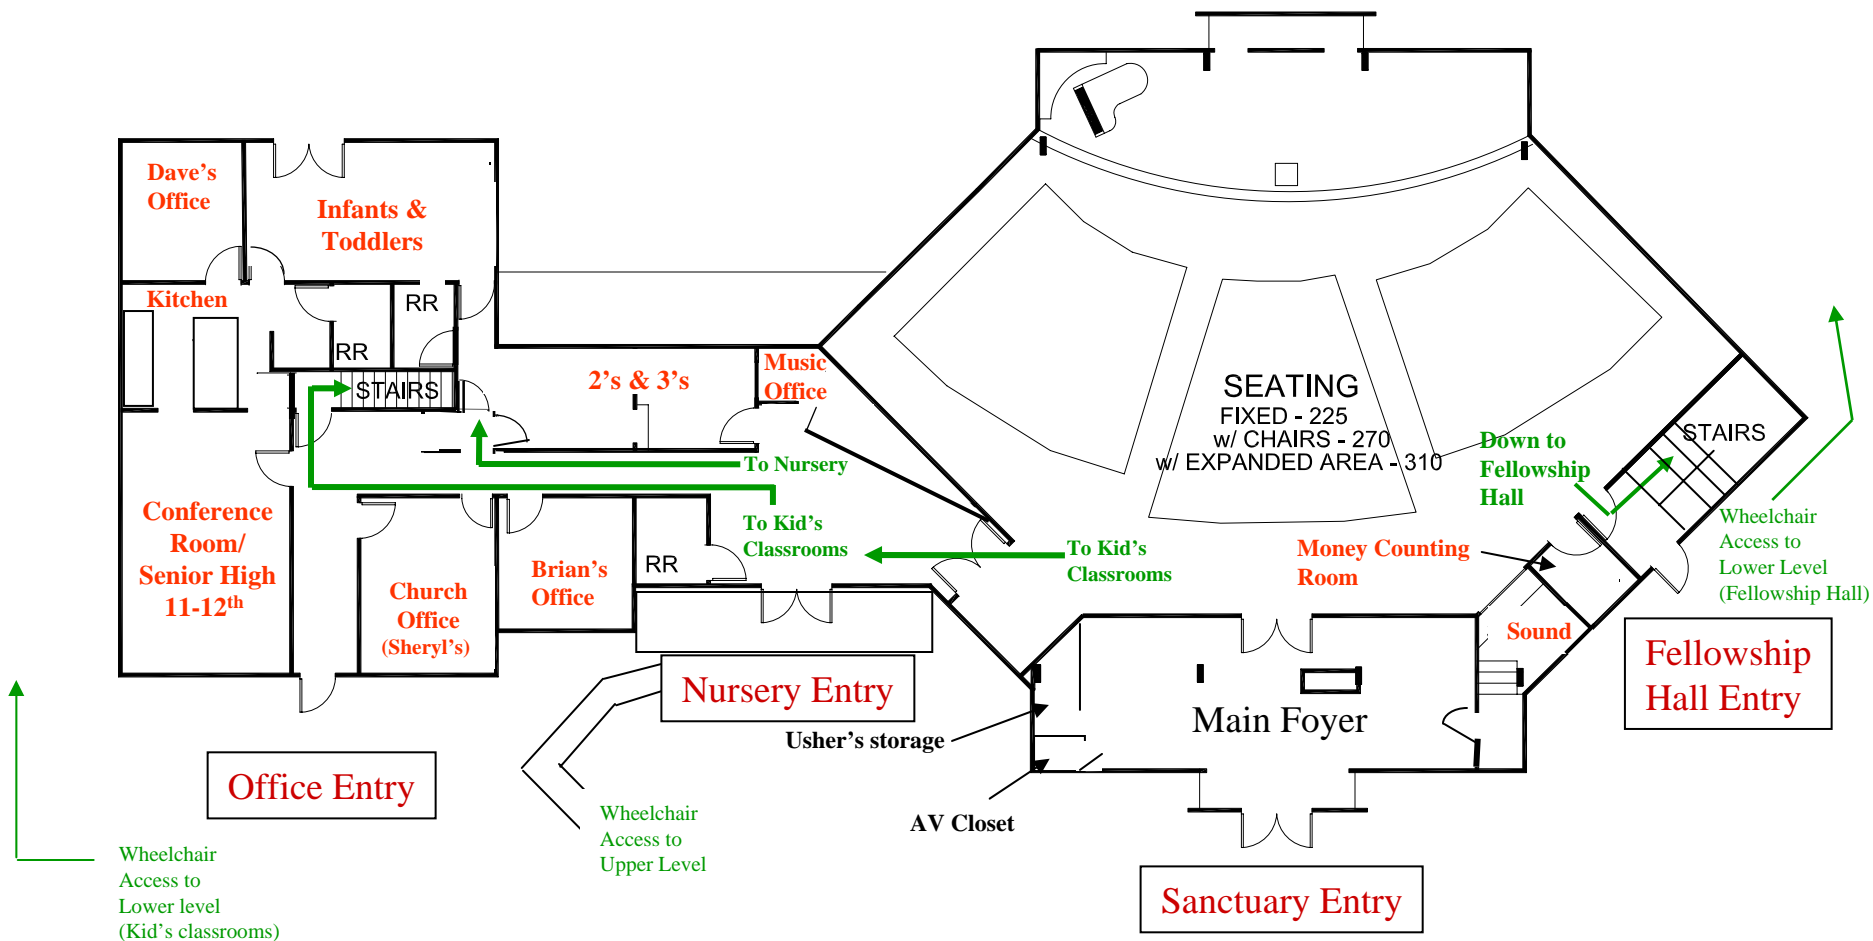 Dave's
Office
Infants &
Toddlers
Kitchen
RR
RR
STAIRS
2's & 3's
Music
Office
SEATING
FIXED - 225
w/ CHAIRS - 270
w/ EXPANDED AREA - 310
STAIRS
Down to
Fellowship
Hall
To Nursery
Conference
Room/
Senior High
11-12th
To Kid's
Classrooms
To Kid's
Classrooms
RR
Brian's
Office
Church
Office
(Sheryl's)
Money Counting
Room
Wheelchair
Access to
Lower Level
(Fellowship Hall)
Sound
Fellowship
Hall Entry
Nursery Entry
Main Foyer
Usher's storage
Office Entry
AV Closet
Wheelchair
Access to
Upper Level
Wheelchair
Access to
Lower level
(Kid's classrooms)
Sanctuary Entry